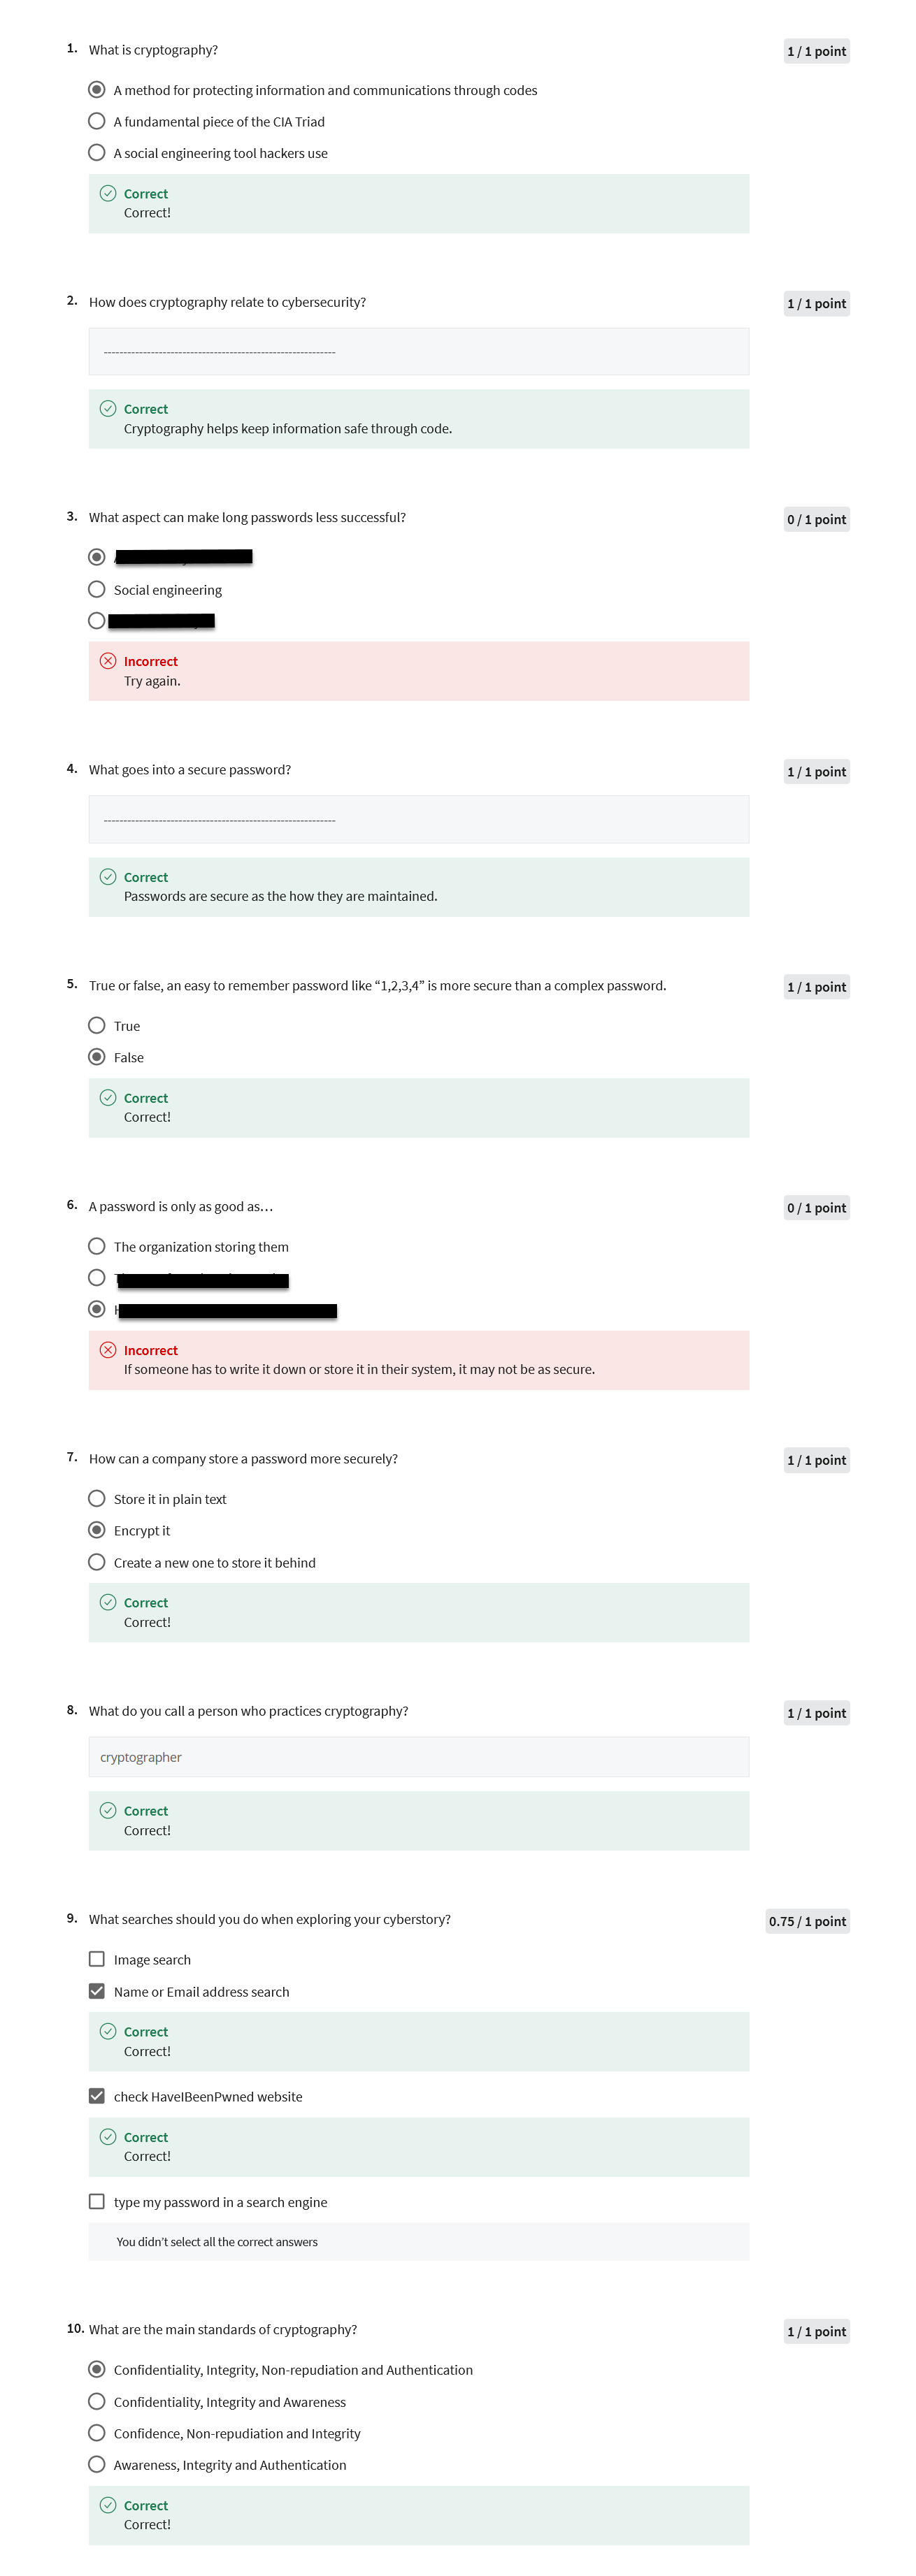 1. What is cryptography? 1 / 1 point
A method for protecting information and communications through codes
A fundamental piece of the CIA Triad
A social engineering tool hackers use
Correct
Correct!
2. How does cryptography relate to cybersecurity? 1 / 1 point
-----------------------------------------------------------
Correct
Cryptography helps keep information safe through code.
3. What aspect can make long passwords less successful? 0 / 1 point
Social engineering
Incorrect
Try again.
4. What goes into a secure password? 1 / 1 point
-----------------------------------------------------------
Correct
Passwords are secure as the how they are maintained.
5. True or false, an easy to remember password like “1,2,3,4” is more secure than a complex password. 1 / 1 point
True
False
Correct
Correct!
6. A password is only as good as… 0 / 1 point
The organization storing them
Incorrect
If someone has to write it down or store it in their system, it may not be as secure.
7. How can a company store a password more securely? 1 / 1 point
Store it in plain text
Encrypt it
Create a new one to store it behind
Correct
Correct!
8. What do you call a person who practices cryptography? 1 / 1 point
cryptographer
Correct
Correct!
9. What searches should you do when exploring your cyberstory? 0.75 / 1 point
Image search
Name or Email address search
Correct
Correct!
check HaveIBeenPwned website
Correct
Correct!
type my password in a search engine
You didn’t select all the correct answers
10. What are the main standards of cryptography? 1 / 1 point
Confidentiality, Integrity, Non-repudiation and Authentication
Confidentiality, Integrity and Awareness
Confidence, Non-repudiation and Integrity
Awareness, Integrity and Authentication
Correct
Correct!